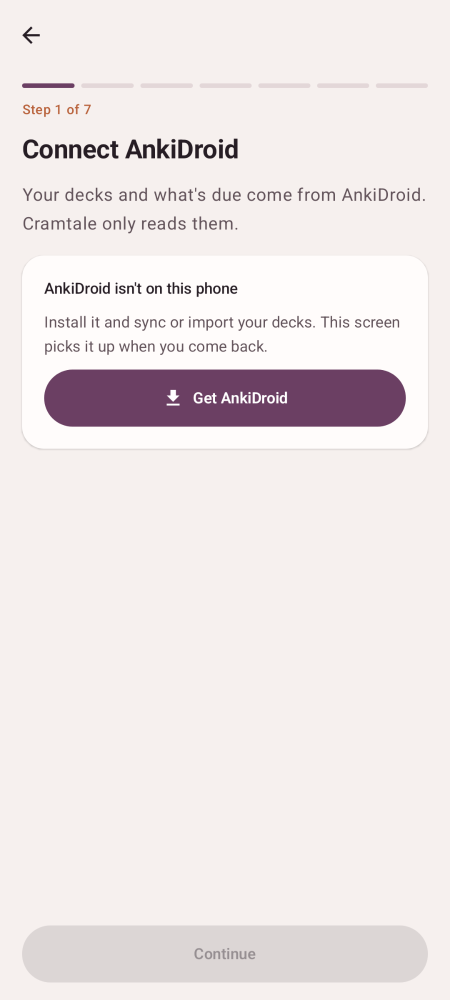 Step 1 of 7
Connect AnkiDroid
Your decks and what's due come from AnkiDroid.
Cramtale only reads them.
AnkiDroid isn't on this phone
Install it and sync or import your decks. This screen
picks it up when you come back.
Get AnkiDroid
Continue